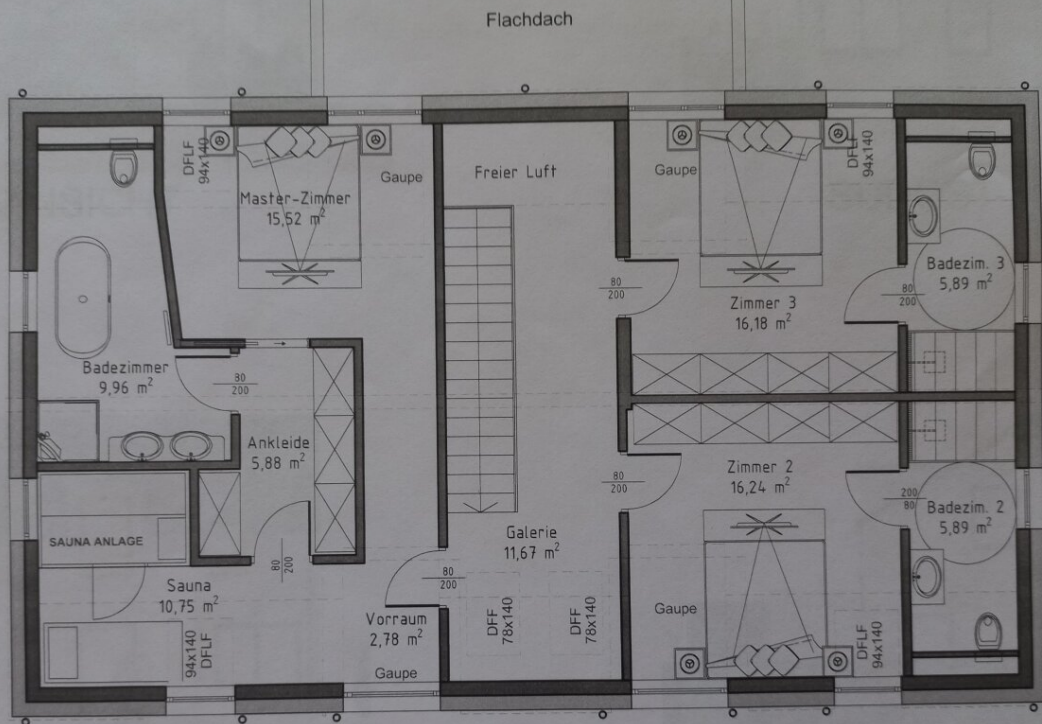 Flachdach
DFLF
94x140
Master-Zimmer
15,52 m²
Gaupe
Freier Luft
Gaupe
DFLF
94x140
Zimmer 3
16,18 m²
80
200
80
200
Badezim. 3
5,89 m²
Badezimmer
9,96 m²
80
200
Ankleide
5,88 m²
Zimmer 2
16,24 m²
80
200
200
80
Badezim. 2
5,89 m²
SAUNA ANLAGE
Sauna
10,75 m²
80
200
80
200
Galerie
11,67 m²
Vorraum
2,78 m²
Gaupe
94x140
DFLF
DFF
78x140
DFF
78x140
Gaupe
DFLF
94x140